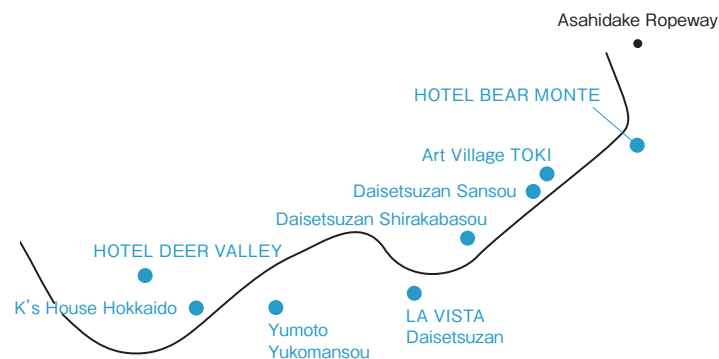 Asahidake Ropeway
HOTEL BEAR MONTE
Art Village TOKI
Daisetsuzan Sansou
Daisetsuzan Shirakabasou
HOTEL DEER VALLEY
K's House Hokkaido
LA VISTA
Daisetsuzan
Yumoto
Yukomansou